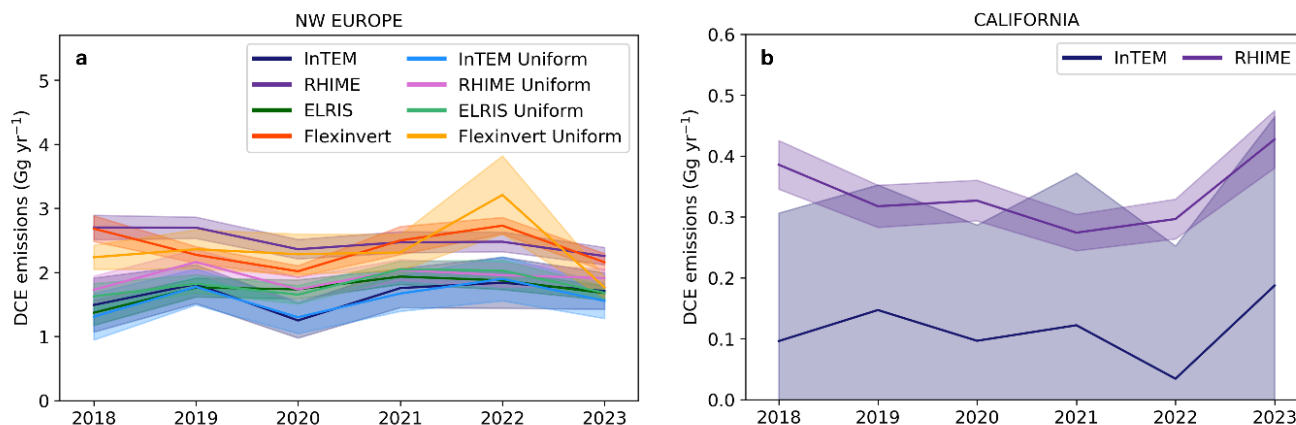 NW EUROPE
a
InTEM
RHIME
ELRIS
Flexinvert
InTEM Uniform
RHIME Uniform
ELRIS Uniform
Flexinvert Uniform
DCE emissions (Gg yr⁻¹)
5
4
3
2
1
0
2018 2019 2020 2021 2022 2023
CALIFORNIA
b
InTEM RHIME
DCE emissions (Gg yr⁻¹)
0.6
0.5
0.4
0.3
0.2
0.1
0.0
2018 2019 2020 2021 2022 2023